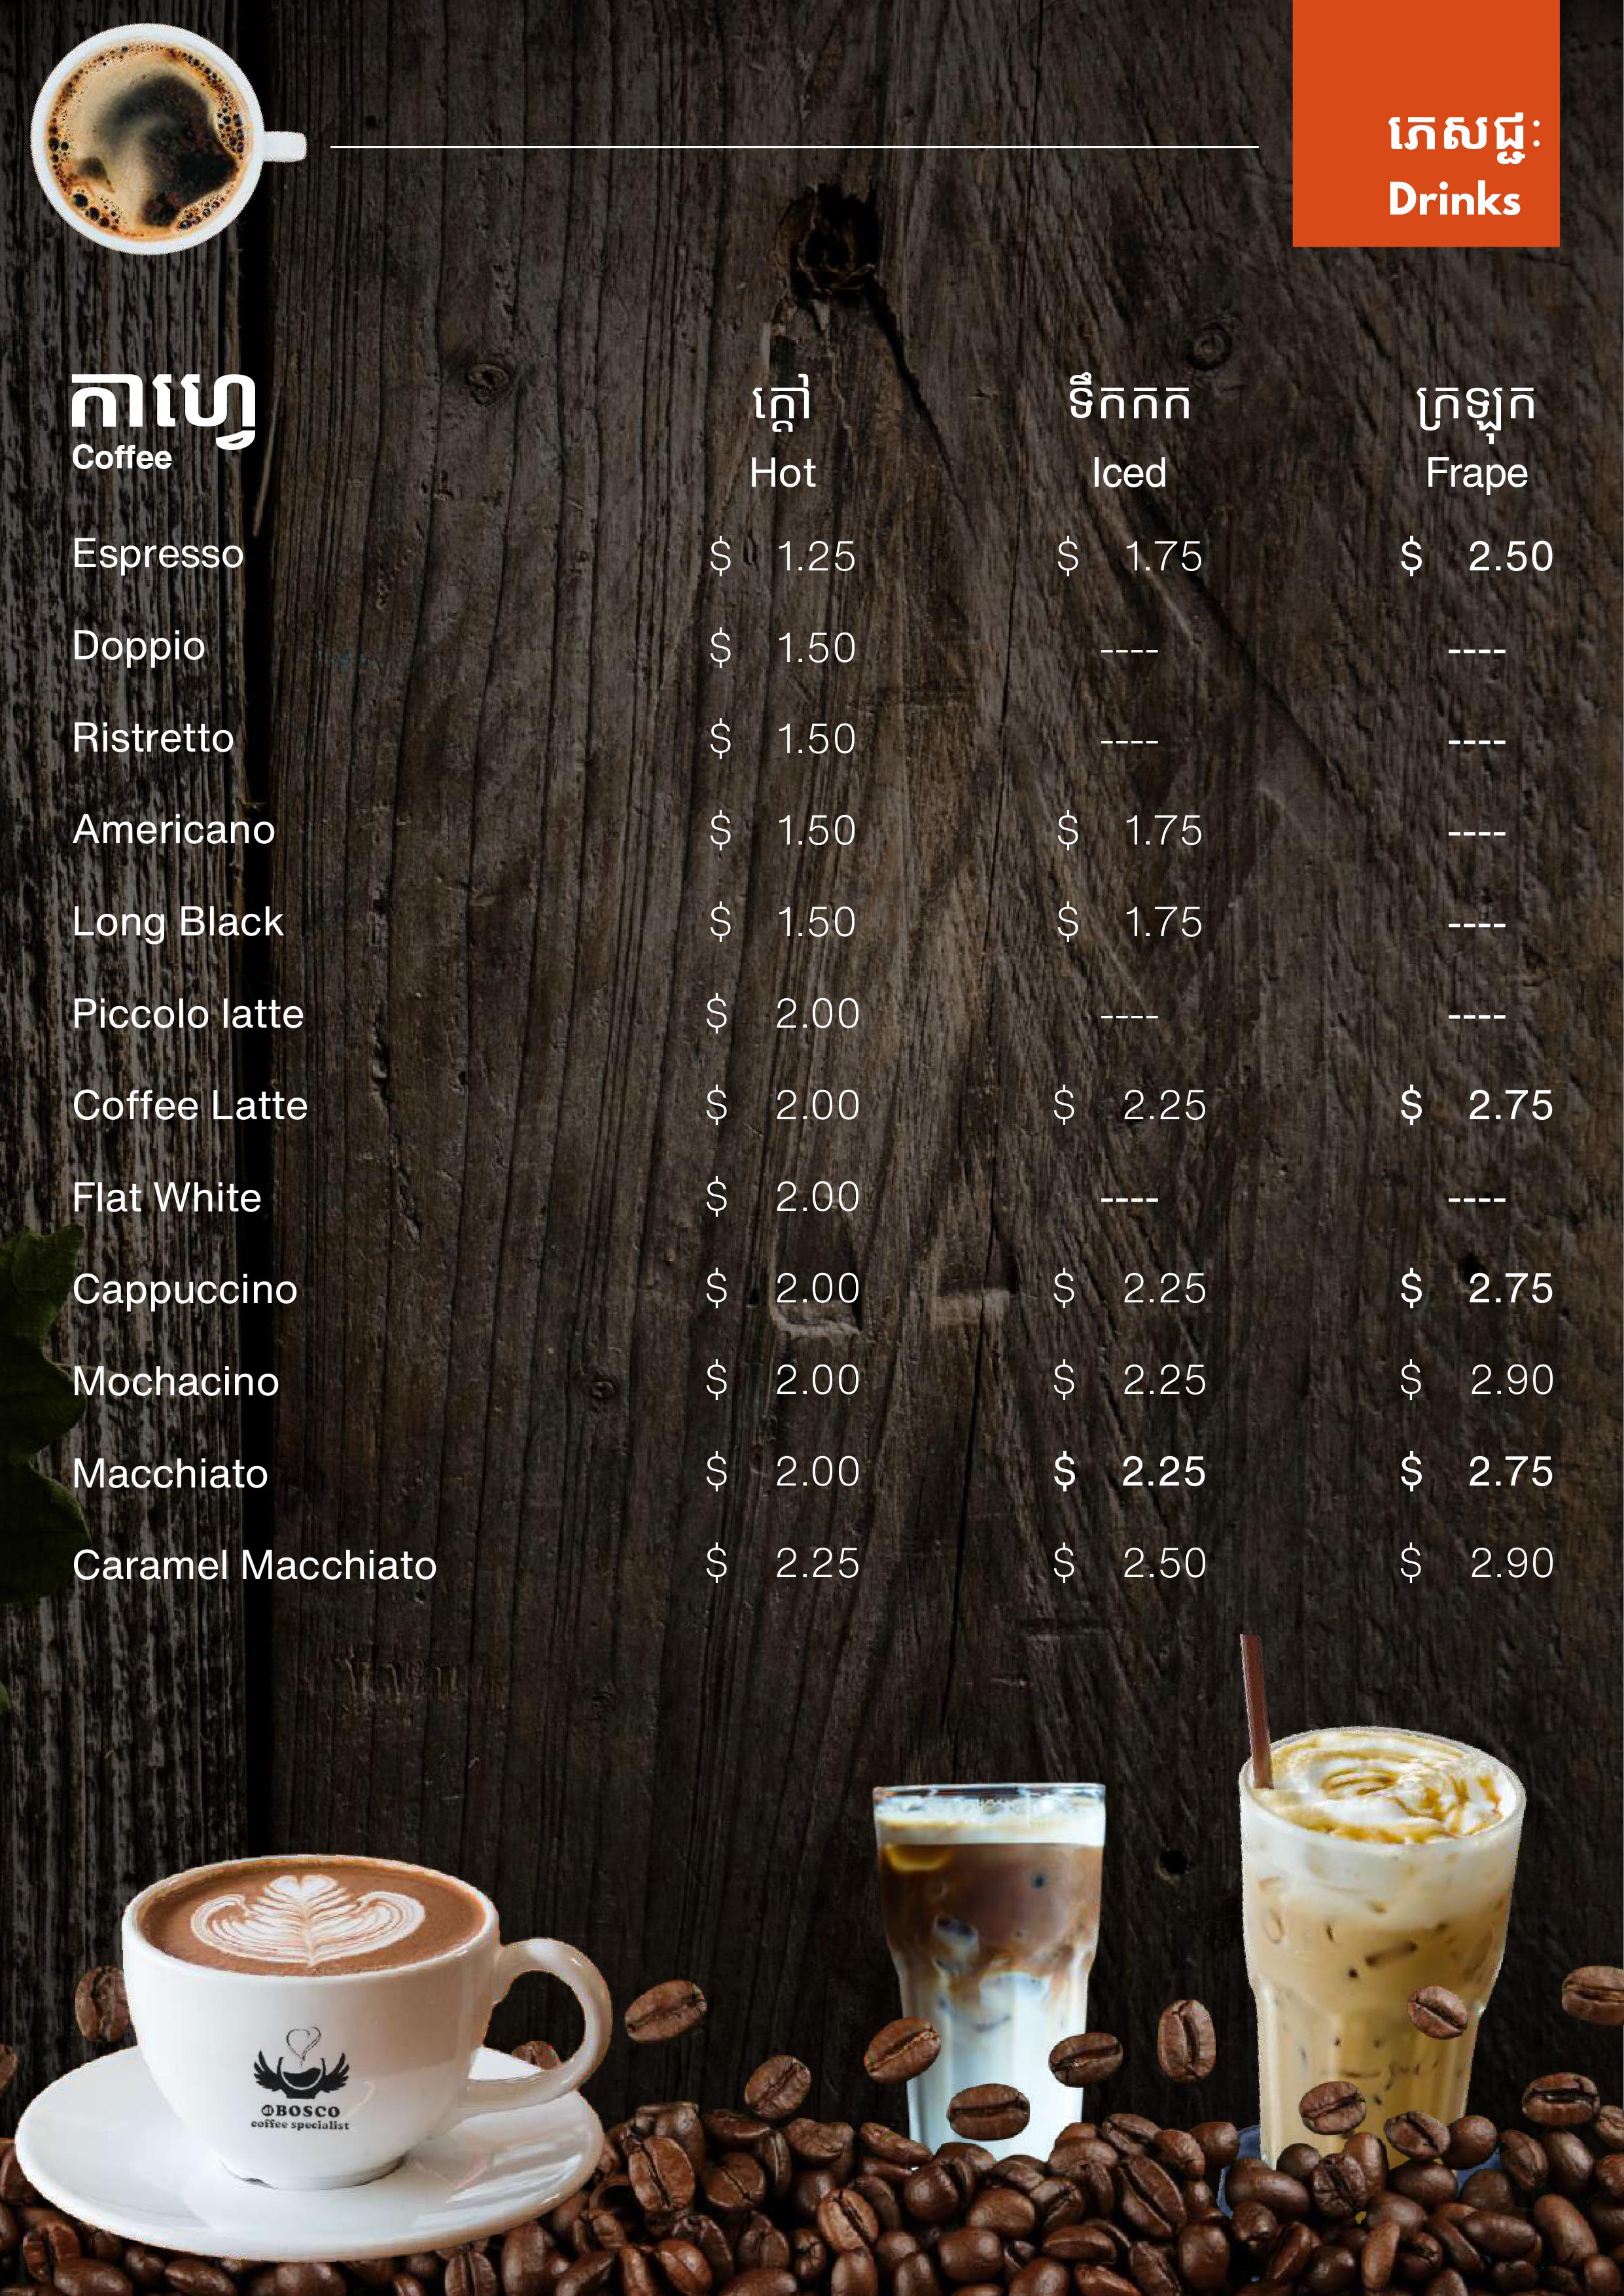 ភេសជ្ជៈ
Drinks
កាហ្វេ
Coffee
ក្តៅ ទឹកកក ក្រឡុក
Hot Iced Frape
Espresso $ 1.25 $ 1.75 $ 2.50
Doppio $ 1.50 ---- ----
Ristretto $ 1.50 ---- ----
Americano $ 1.50 $ 1.75 ----
Long Black $ 1.50 $ 1.75 ----
Piccolo latte $ 2.00 ---- ----
Coffee Latte $ 2.00 $ 2.25 $ 2.75
Flat White $ 2.00 ---- ----
Cappuccino $ 2.00 $ 2.25 $ 2.75
Mochacino $ 2.00 $ 2.25 $ 2.90
Macchiato $ 2.00 $ 2.25 $ 2.75
Caramel Macchiato $ 2.25 $ 2.50 $ 2.90
BOSCO
coffee specialist